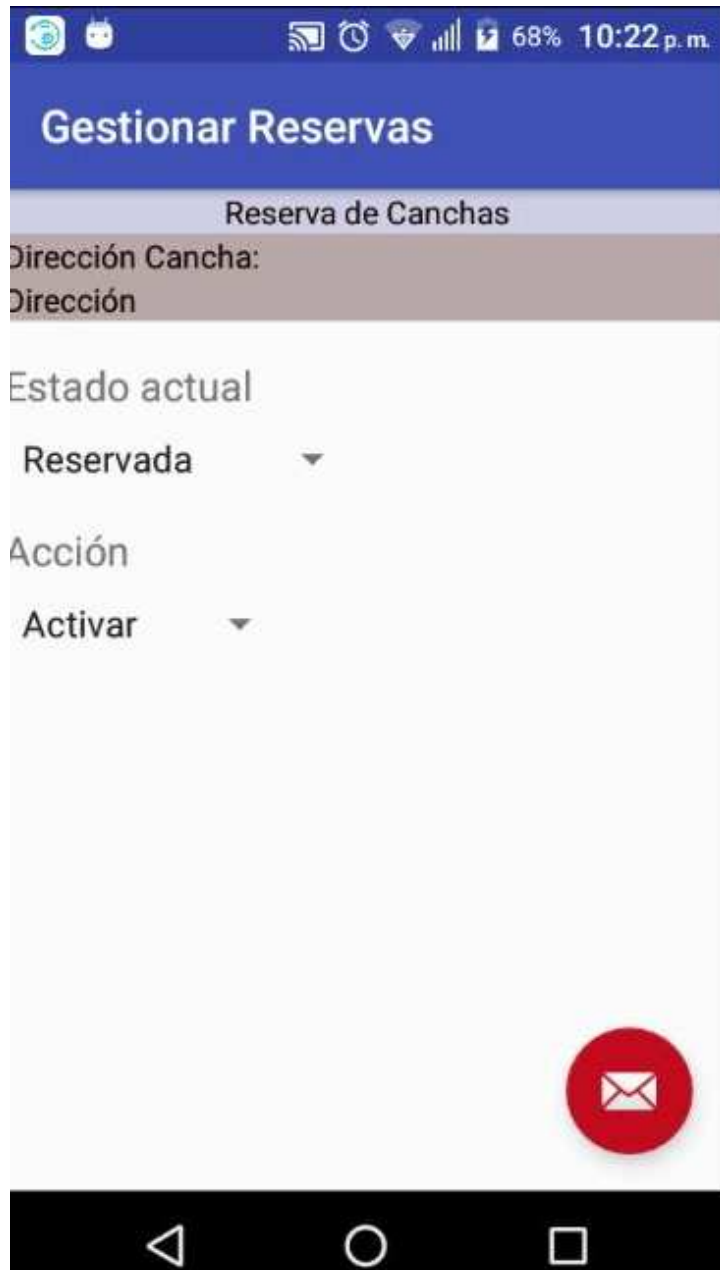 68% 10:22 p. m.
Gestionar Reservas
Reserva de Canchas
Dirección Cancha:
Dirección
Estado actual
Reservada
Acción
Activar